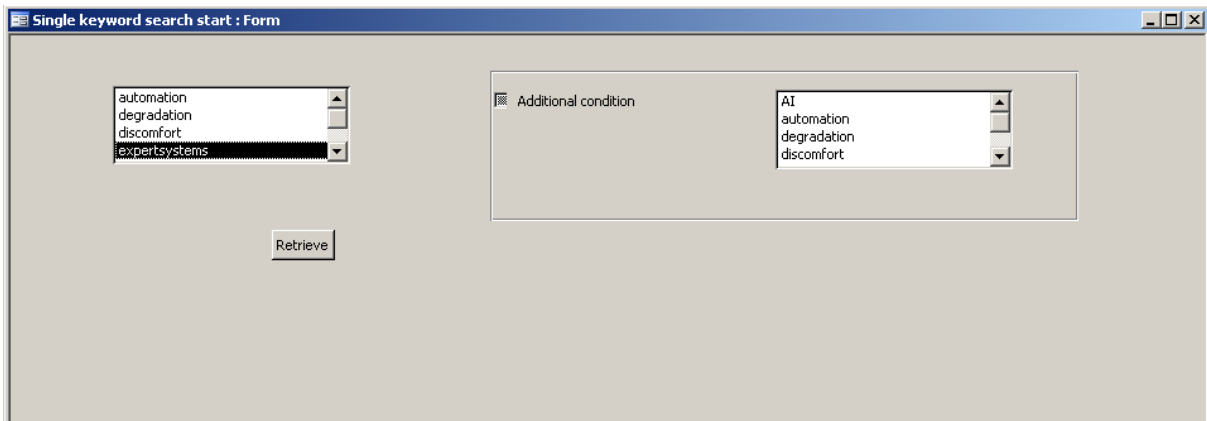 Single keyword search start : Form
automation
degradation
discomfort
expertsystems
Additional condition
AI
automation
degradation
discomfort
Retrieve